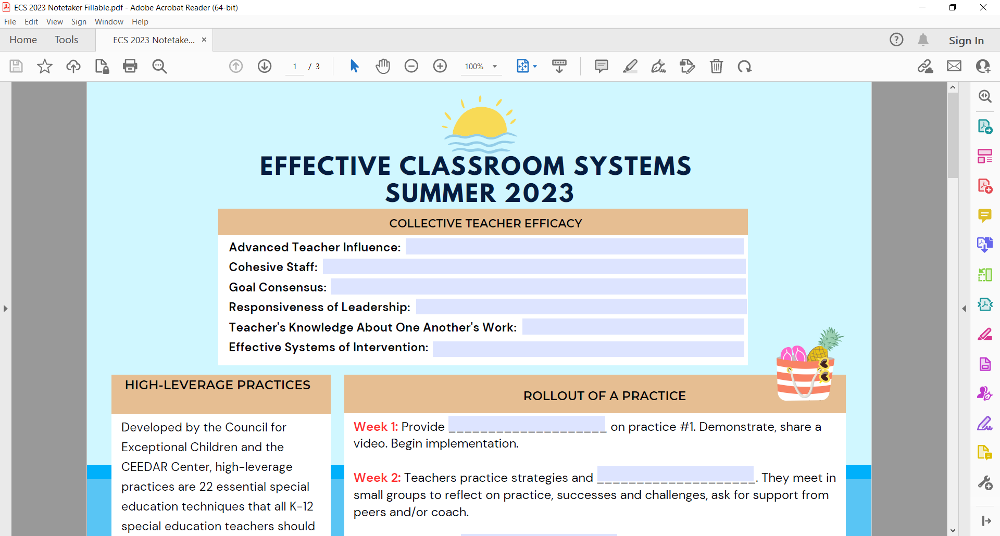 ECS 2023 Notetaker Fillable.pdf - Adobe Acrobat Reader (64-bit)
File Edit View Sign Window Help
Home Tools ECS 2023 Notetake... × Sign In
1 / 3 100%
EFFECTIVE CLASSROOM SYSTEMS
SUMMER 2023
COLLECTIVE TEACHER EFFICACY
Advanced Teacher Influence:
Cohesive Staff:
Goal Consensus:
Responsiveness of Leadership:
Teacher's Knowledge About One Another's Work:
Effective Systems of Intervention:
HIGH-LEVERAGE PRACTICES
Developed by the Council for
Exceptional Children and the
CEEDAR Center, high-leverage
practices are 22 essential special
education techniques that all K-12
special education teachers should
ROLLOUT OF A PRACTICE
Week 1: Provide ____________________ on practice #1. Demonstrate, share a
video. Begin implementation.
Week 2: Teachers practice strategies and ____________________. They meet in
small groups to reflect on practice, successes and challenges, ask for support from
peers and/or coach.